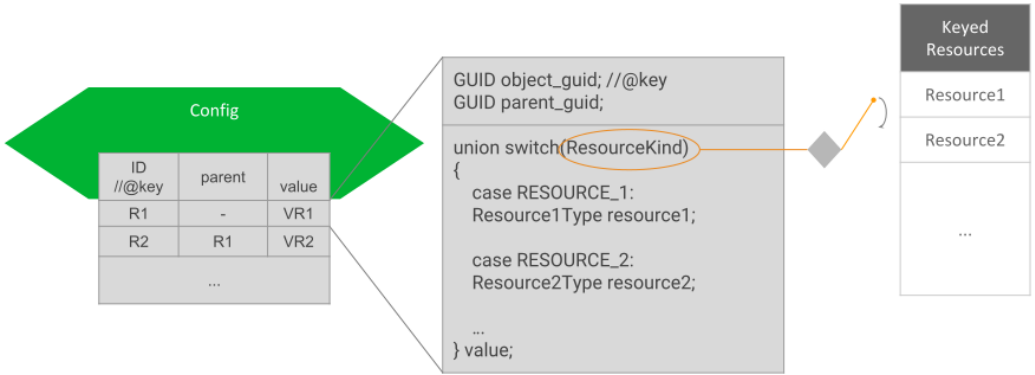 Config
ID
//@key
parent
value
R1
-
VR1
R2
R1
VR2
...
GUID object_guid; //@key
GUID parent_guid;
union switch(ResourceKind)
{
case RESOURCE_1:
Resource1Type resource1;
case RESOURCE_2:
Resource2Type resource2;
...
} value;
Keyed
Resources
Resource1
Resource2
...